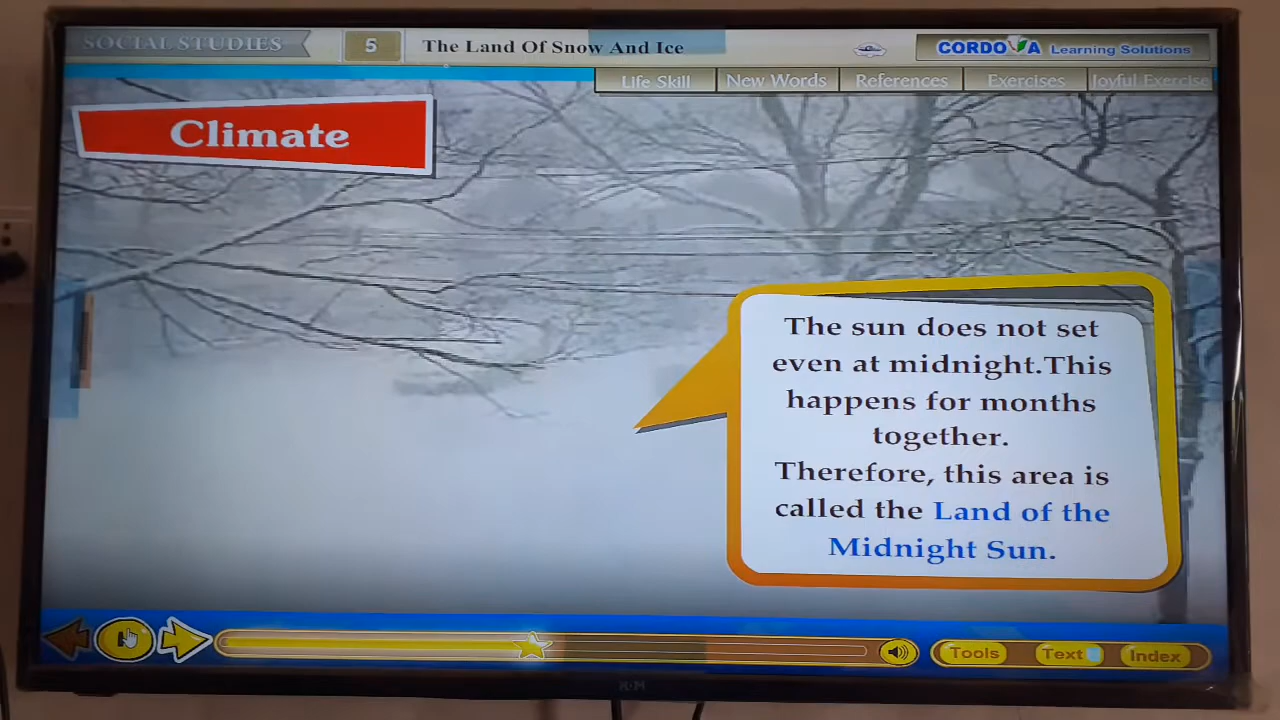 SOCIAL STUDIES 5 The Land Of Snow And Ice CORDOVA Learning Solutions
Life Skill New Words References Exercises Joyful Exercise
Climate
The sun does not set
even at midnight.This
happens for months
together.
Therefore, this area is
called the Land of the
Midnight Sun.
Tools Text Index